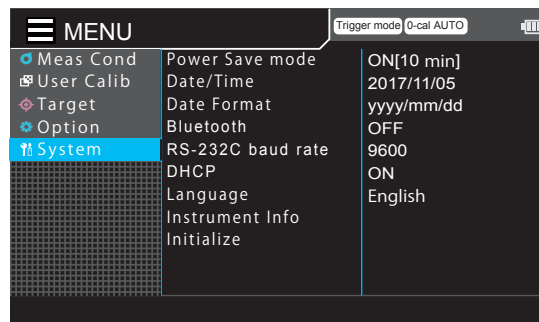 MENU
Trigger mode 0-cal AUTO
Meas Cond
User Calib
Target
Option
System
Power Save mode ON[10 min]
Date/Time 2017/11/05
Date Format yyyy/mm/dd
Bluetooth OFF
RS-232C baud rate 9600
DHCP ON
Language English
Instrument Info
Initialize